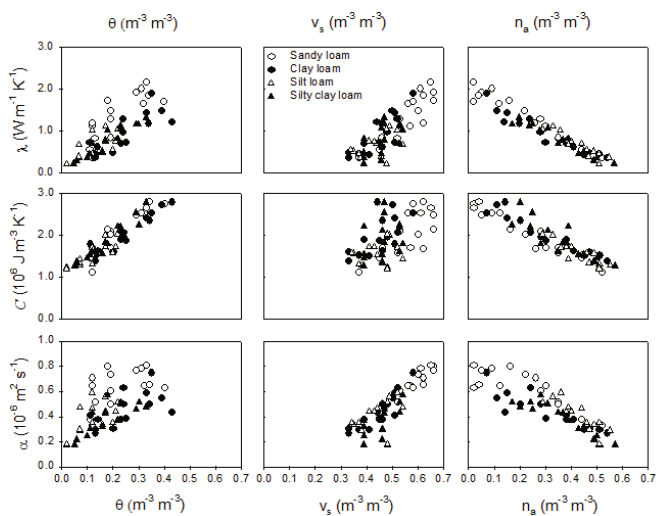 θ (m⁻³ m⁻³) v_s (m⁻³ m⁻³) n_a (m⁻³ m⁻³)
3.0
2.0
1.0
0.0
λ (W m⁻¹ K⁻¹)
Sandy loam
Clay loam
Silt loam
Silty clay loam
3.0
2.0
1.0
0.0
C (10⁶ Jm⁻³ K⁻¹)
1.0
0.8
0.6
0.4
0.2
0.0
α (10⁻⁶ m² s⁻¹)
0.0 0.1 0.2 0.3 0.4 0.5 0.6 0.7 0.0 0.1 0.2 0.3 0.4 0.5 0.6 0.7 0.0 0.1 0.2 0.3 0.4 0.5 0.6 0.7
θ (m⁻³ m⁻³) v_s (m⁻³ m⁻³) n_a (m⁻³ m⁻³)